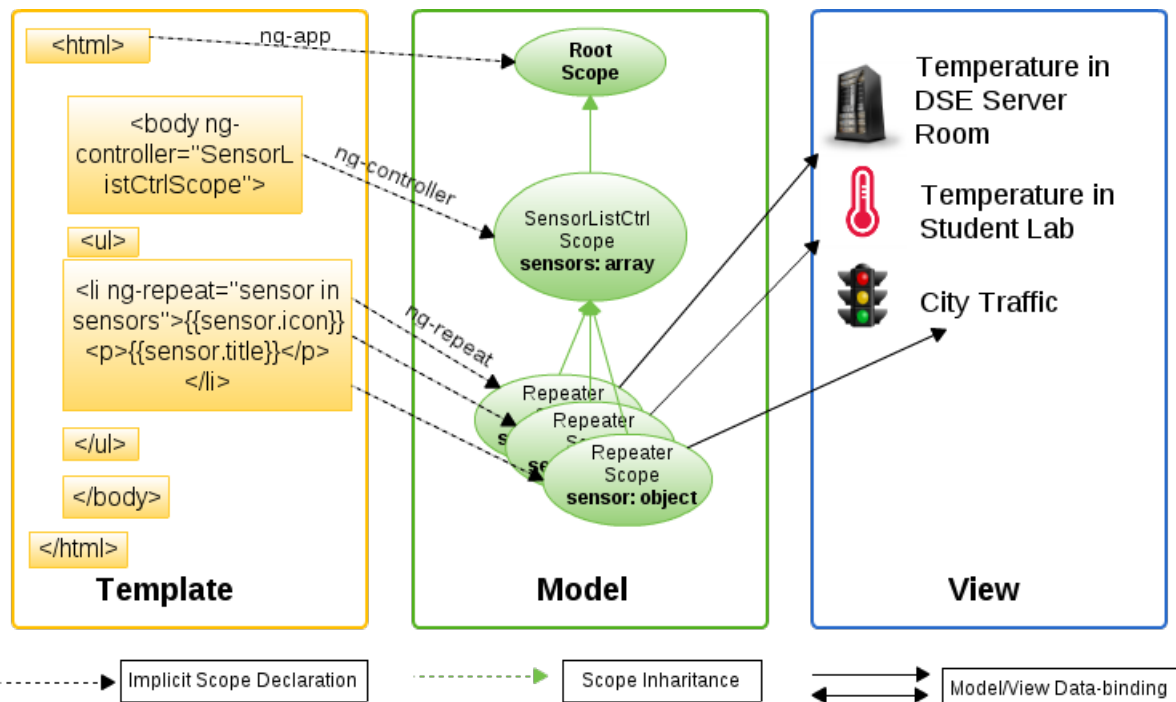 <html>
ng-app
<body ng-
controller="SensorL
istCtrlScope">
ng-controller
<ul>
<li ng-repeat="sensor in
sensors">{{sensor.icon}}
<p>{{sensor.title}}</p>
</li>
ng-repeat
</ul>
</body>
</html>
Template
Root
Scope
SensorListCtrl
Scope
sensors: array
Repeater
Repeater
Repeater
Scope
sensor: object
Model
Temperature in
DSE Server
Room
Temperature in
Student Lab
City Traffic
View
Implicit Scope Declaration
Scope Inheritance
Model/View Data-binding